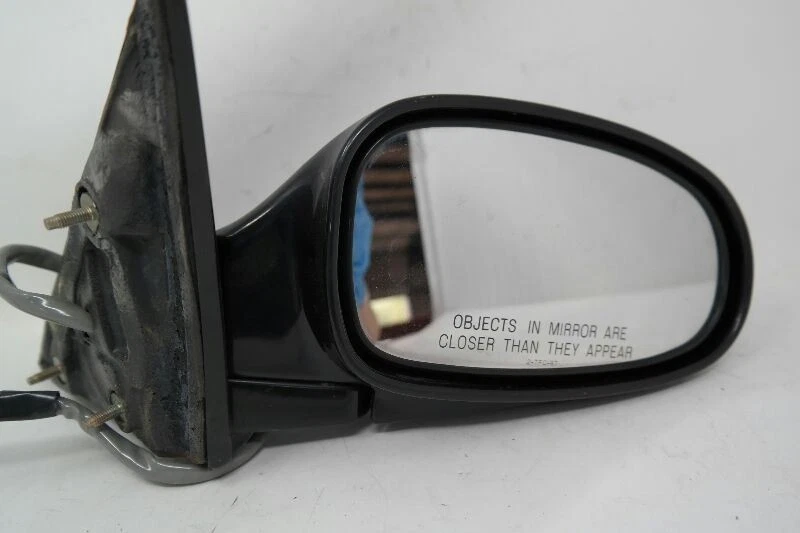 OBJECTS IN MIRROR ARE
CLOSER THAN THEY APPEAR